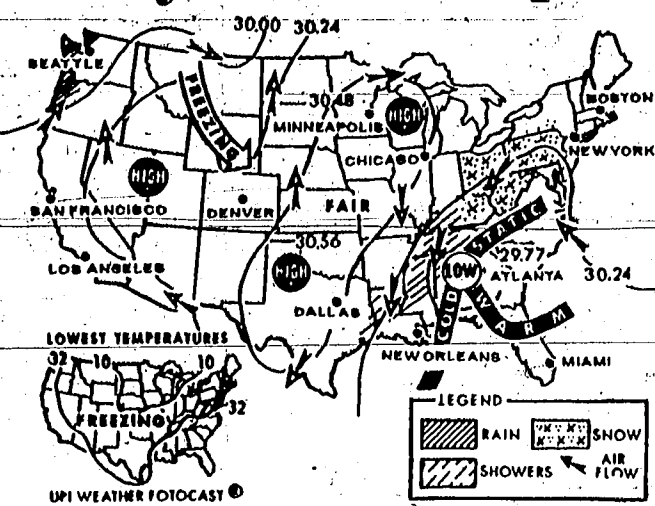 30.00 30.24
SEATTLE
FREEZING
30.48
MINNEAPOLIS
HIGH
BOSTON
NEW YORK
CHICAGO
HIGH
SAN FRANCISCO
DENVER
FAIR
STATIC
30.56
29.77
HIGH
LOW
ATLANTA
30.24
LOS ANGELES
DALLAS
COLD
WARM
NEW ORLEANS
MIAMI
LOWEST TEMPERATURES
32 10 10
32
FREEZING
UPI WEATHER FOTOCAST ®
LEGEND
RAIN
SNOW
SHOWERS
AIR
FLOW